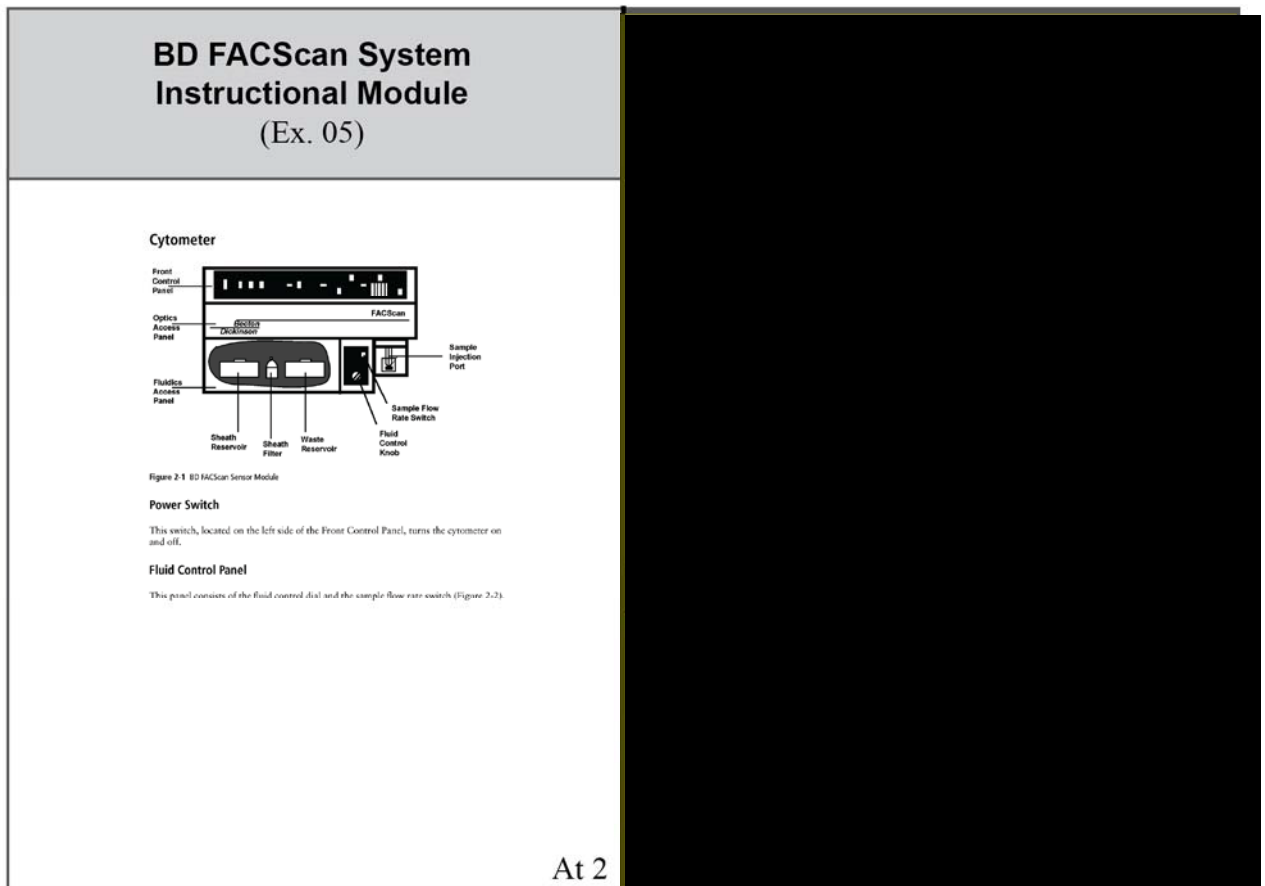 BD FACScan System
Instructional Module
(Ex. 05)
Cytometer
Front
Control
Panel
Optics
Access
Panel
Fluidics
Access
Panel
FACScan
Becton
Dickinson
Sample
Injection
Port
Sample Flow
Rate Switch
Fluid
Control
Knob
Sheath
Reservoir
Sheath
Filter
Waste
Reservoir
Figure 2-1 BD FACScan Sensor Module
Power Switch
This switch, located on the left side of the Front Control Panel, turns the cytometer on
and off.
Fluid Control Panel
This panel consists of the fluid control dial and the sample flow rate switch (Figure 2-2).
At 2